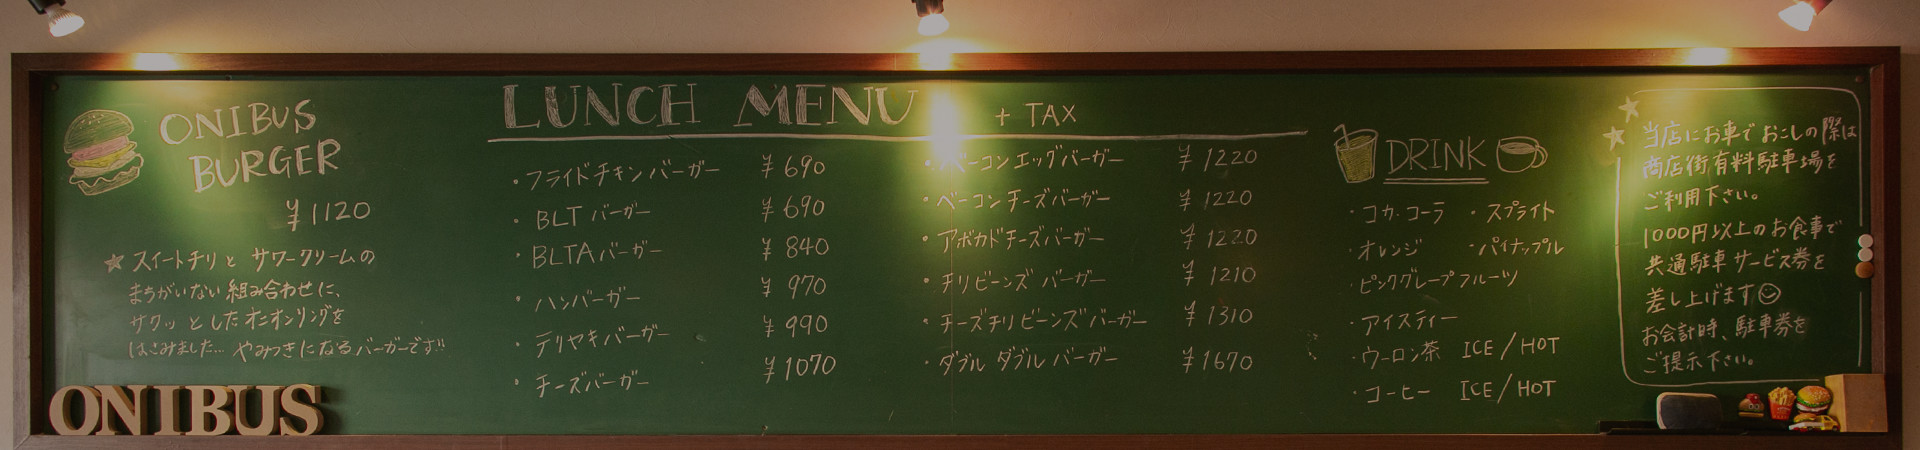 ONIBUS
BURGER
¥1120
★スイートチリと サワークリームの
まちがいない組み合わせに、
サクッ としたオニオンリングを
はさみました… やみつきになるバーガーです!!
ONIBUS
LUNCH MENU + TAX
・フライドチキンバーガー ¥690
・BLTバーガー ¥690
・BLTAバーガー ¥840
・ハンバーガー ¥970
・テリヤキバーガー ¥990
・チーズバーガー ¥1070
・ベーコンエッグバーガー ¥1220
・ベーコンチーズバーガー ¥1220
・アボカドチーズバーガー ¥1220
・チリビーンズバーガー ¥1210
・チーズチリビーンズバーガー ¥1310
・ダブルダブルバーガー ¥1670
DRINK
・コカ・コーラ ・スプライト
・オレンジ ・パイナップル
・ピンクグレープフルーツ
・アイスティー
・ウーロン茶 ICE/HOT
・コーヒー ICE/HOT
当店にお車でおこしの際は
商店街有料駐車場を
ご利用下さい。
1000円以上のお食事で
共通駐車サービス券を
差し上げます☺
お会計時、駐車券を
ご提示下さい。